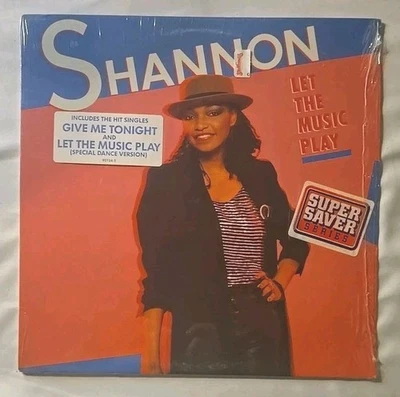 SHANNON
LET
THE
MUSIC
PLAY
INCLUDES THE HIT SINGLES
GIVE ME TONIGHT
AND
LET THE MUSIC PLAY
(SPECIAL DANCE VERSION)
SUPER
SAVER
SERIES